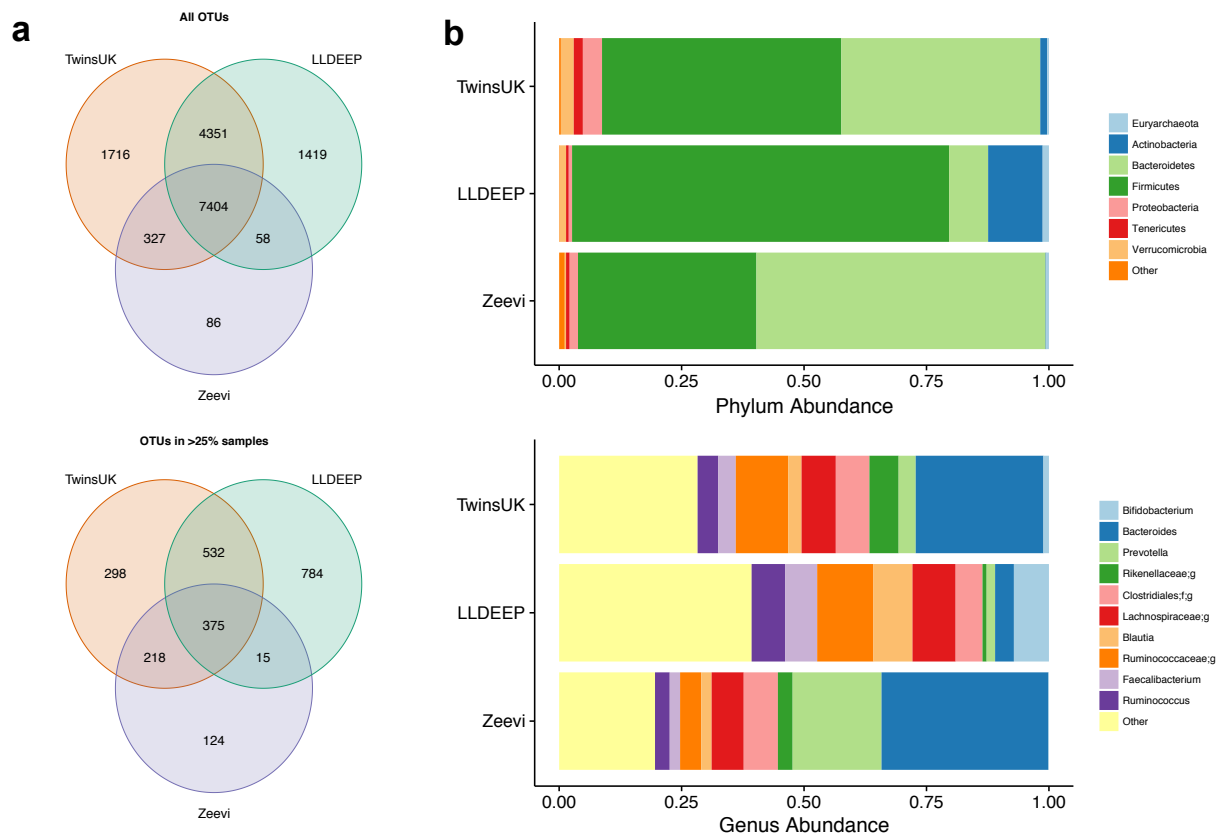 a
All OTUs
TwinsUK
LLDEEP
4351
1716
1419
7404
327
58
86
Zeevi
OTUs in >25% samples
TwinsUK
LLDEEP
532
298
784
375
218
15
124
Zeevi
b
TwinsUK
LLDEEP
Zeevi
0.00 0.25 0.50 0.75 1.00
Phylum Abundance
Euryarchaeota
Actinobacteria
Bacteroidetes
Firmicutes
Proteobacteria
Tenericutes
Verrucomicrobia
Other
TwinsUK
LLDEEP
Zeevi
0.00 0.25 0.50 0.75 1.00
Genus Abundance
Bifidobacterium
Bacteroides
Prevotella
Rikenellaceae;g
Clostridiales;f;g
Lachnospiraceae;g
Blautia
Ruminococcaceae;g
Faecalibacterium
Ruminococcus
Other